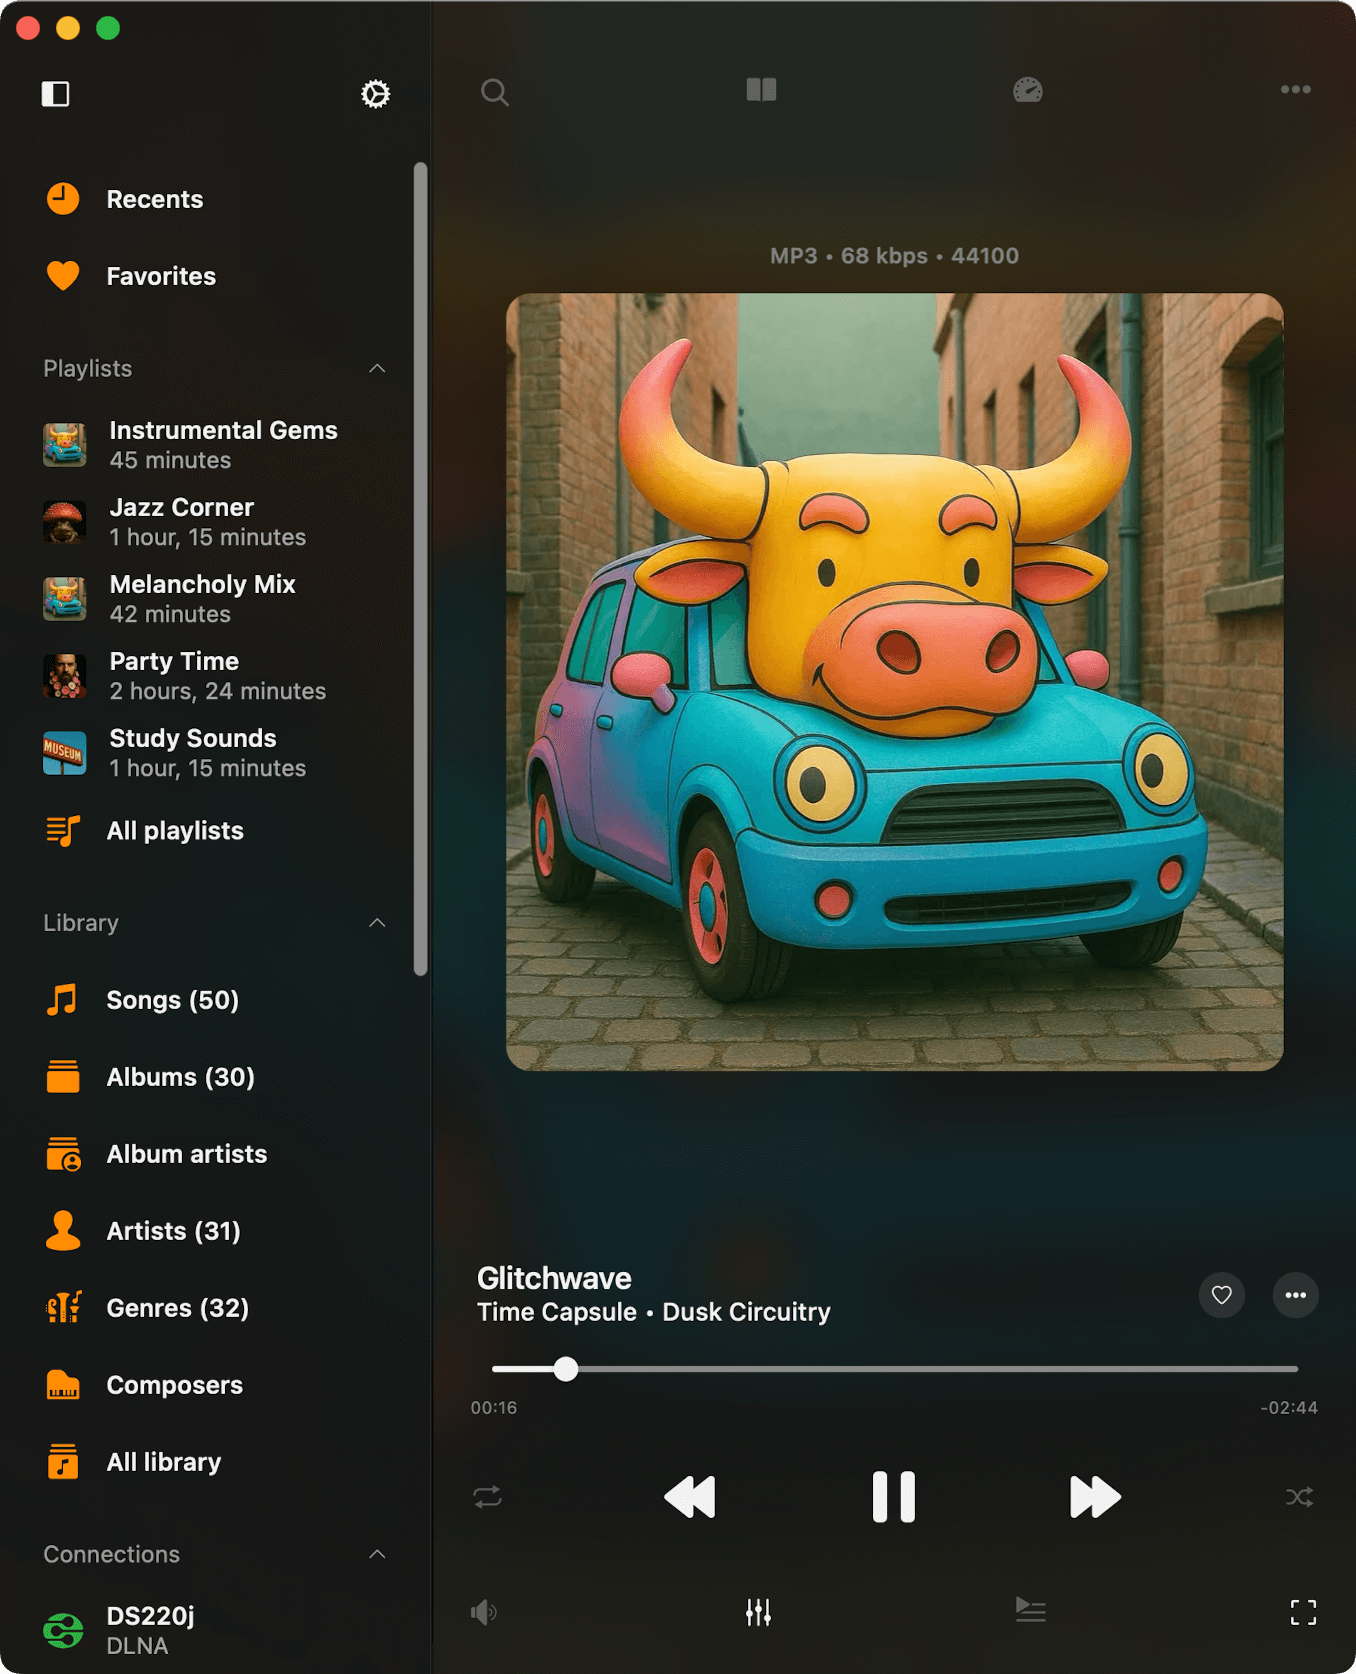 Recents
Favorites
Playlists
Instrumental Gems
45 minutes
Jazz Corner
1 hour, 15 minutes
Melancholy Mix
42 minutes
Party Time
2 hours, 24 minutes
MUSEUM
Study Sounds
1 hour, 15 minutes
All playlists
Library
Songs (50)
Albums (30)
Album artists
Artists (31)
Genres (32)
Composers
All library
Connections
DS220j
DLNA
MP3 • 68 kbps • 44100
Glitchwave
Time Capsule • Dusk Circuitry
00:16
-02:44